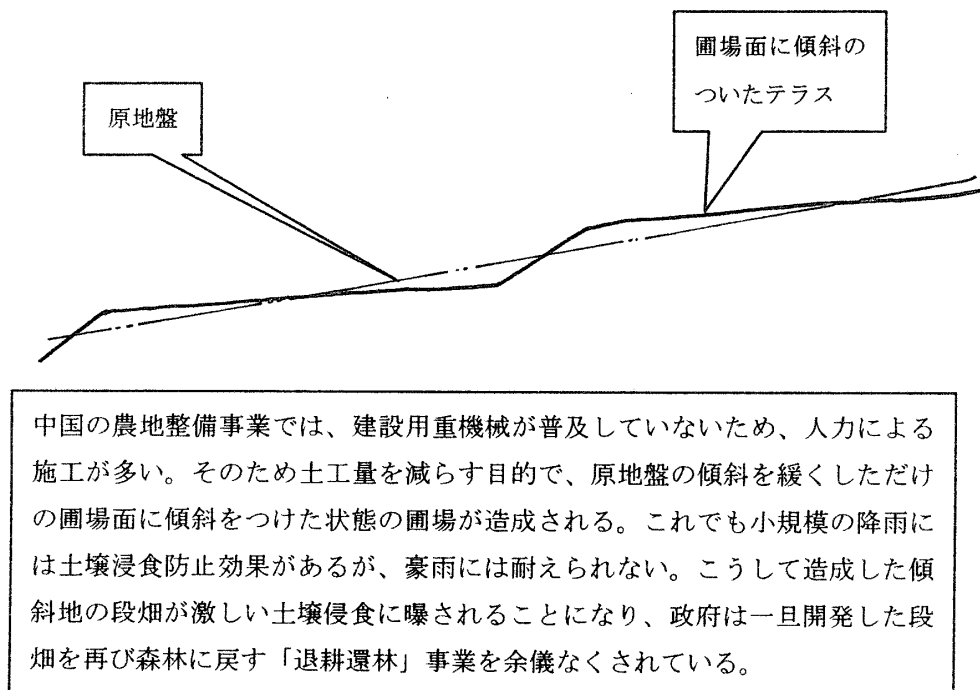 圃場面に傾斜の
ついたテラス
原地盤
中国の農地整備事業では、建設用重機械が普及していないため、人力による
施工が多い。そのため土工量を減らす目的で、原地盤の傾斜を緩くしただけ
の圃場面に傾斜をつけた状態の圃場が造成される。これでも小規模の降雨に
は土壌浸食防止効果があるが、豪雨には耐えられない。こうして造成した傾
斜地の段畑が激しい土壌侵食に曝されることになり、政府は一旦開発した段
畑を再び森林に戻す「退耕還林」事業を余儀なくされている。